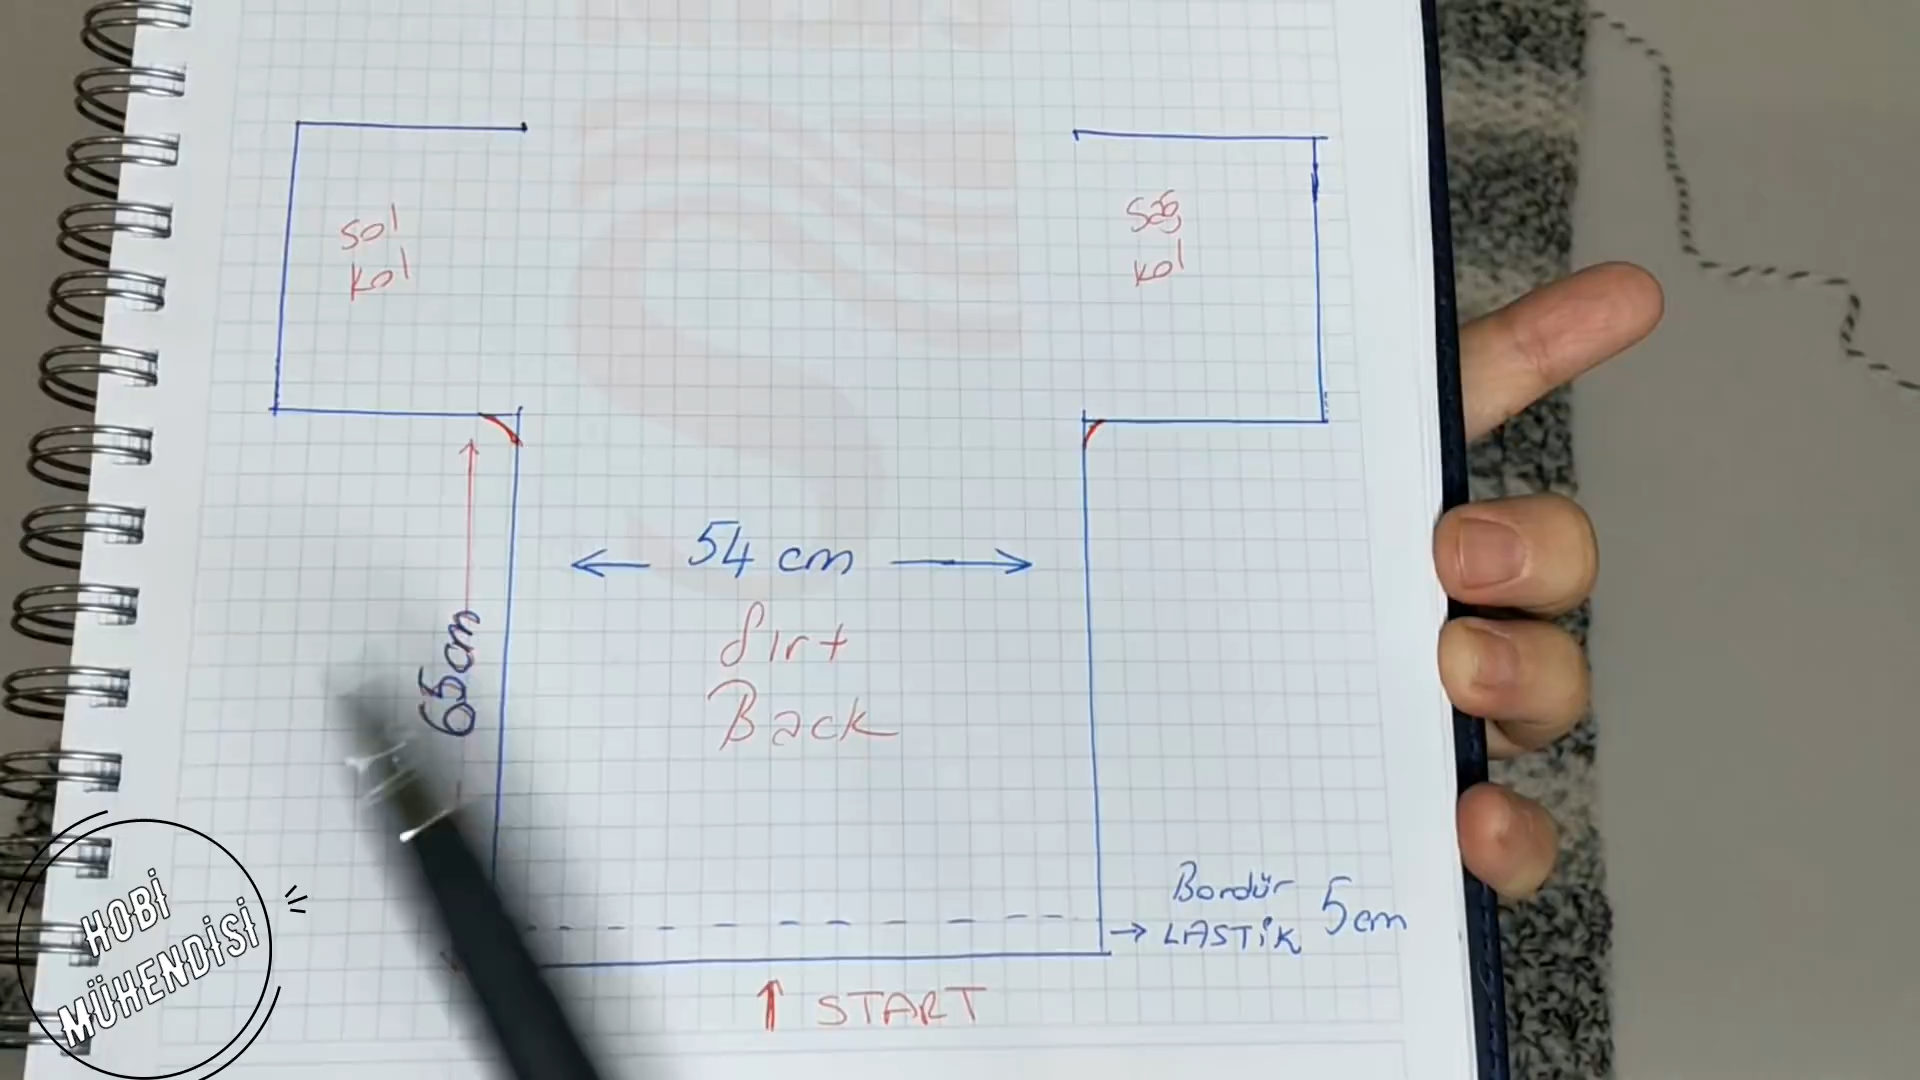 sol
kol
sağ
kol
54 cm
65cm
Sırt
Back
Bordür
LASTİK 5cm
START
HOBİ
MÜHENDİSİ